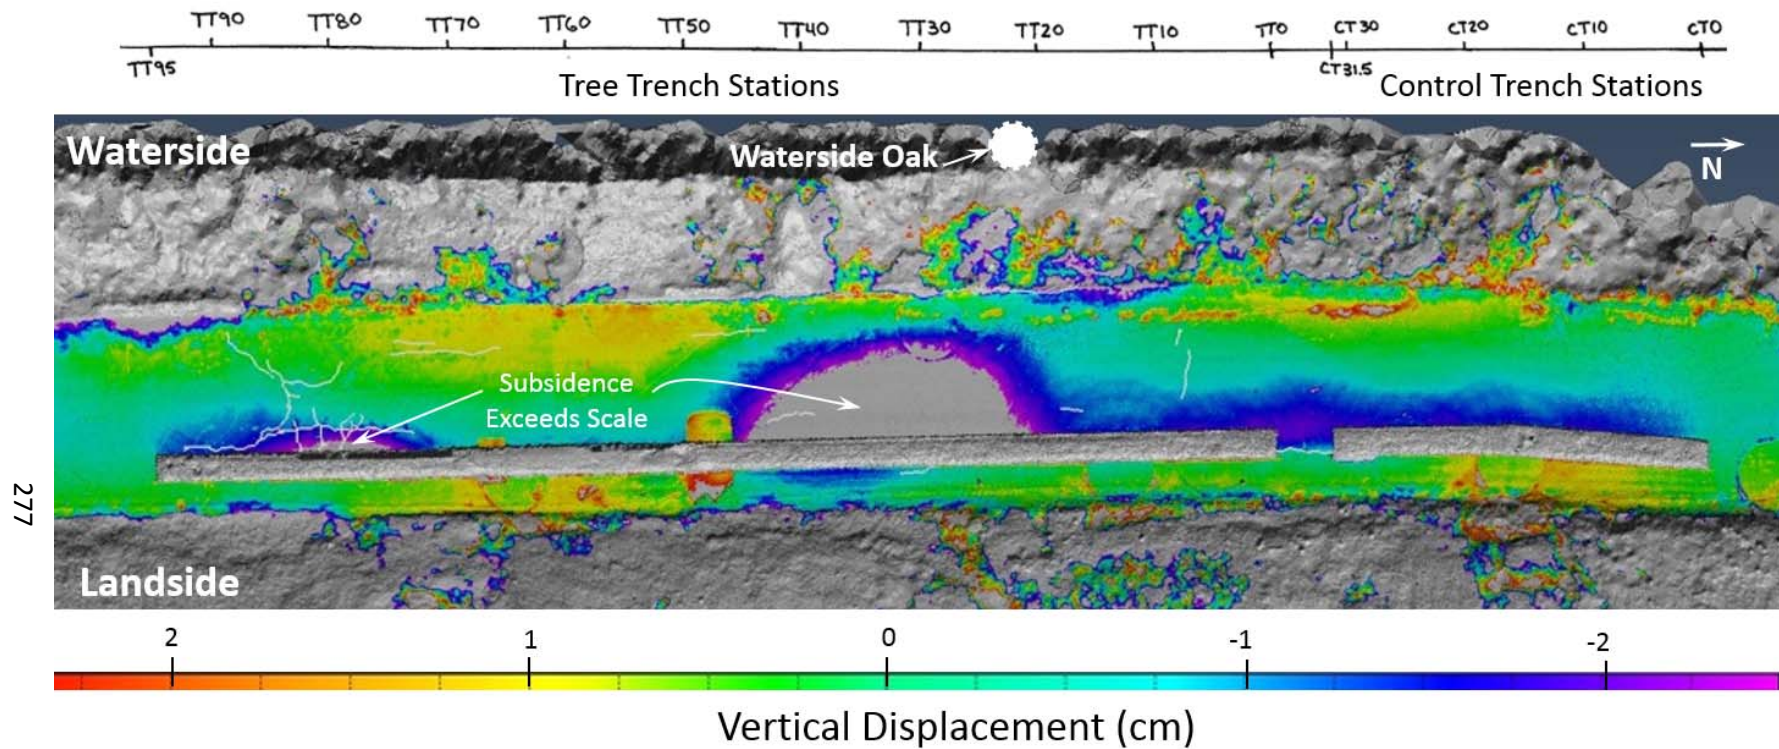 TT90 TT80 TT70 TT60 TT50 TT40 TT30 TT20 TT10 TT0 CT30 CT20 CT10 CT0
TT95 CT31.5
Tree Trench Stations Control Trench Stations
Waterside
Waterside Oak
N
Subsidence
Exceeds Scale
277
Landside
2 1 0 -1 -2
Vertical Displacement (cm)